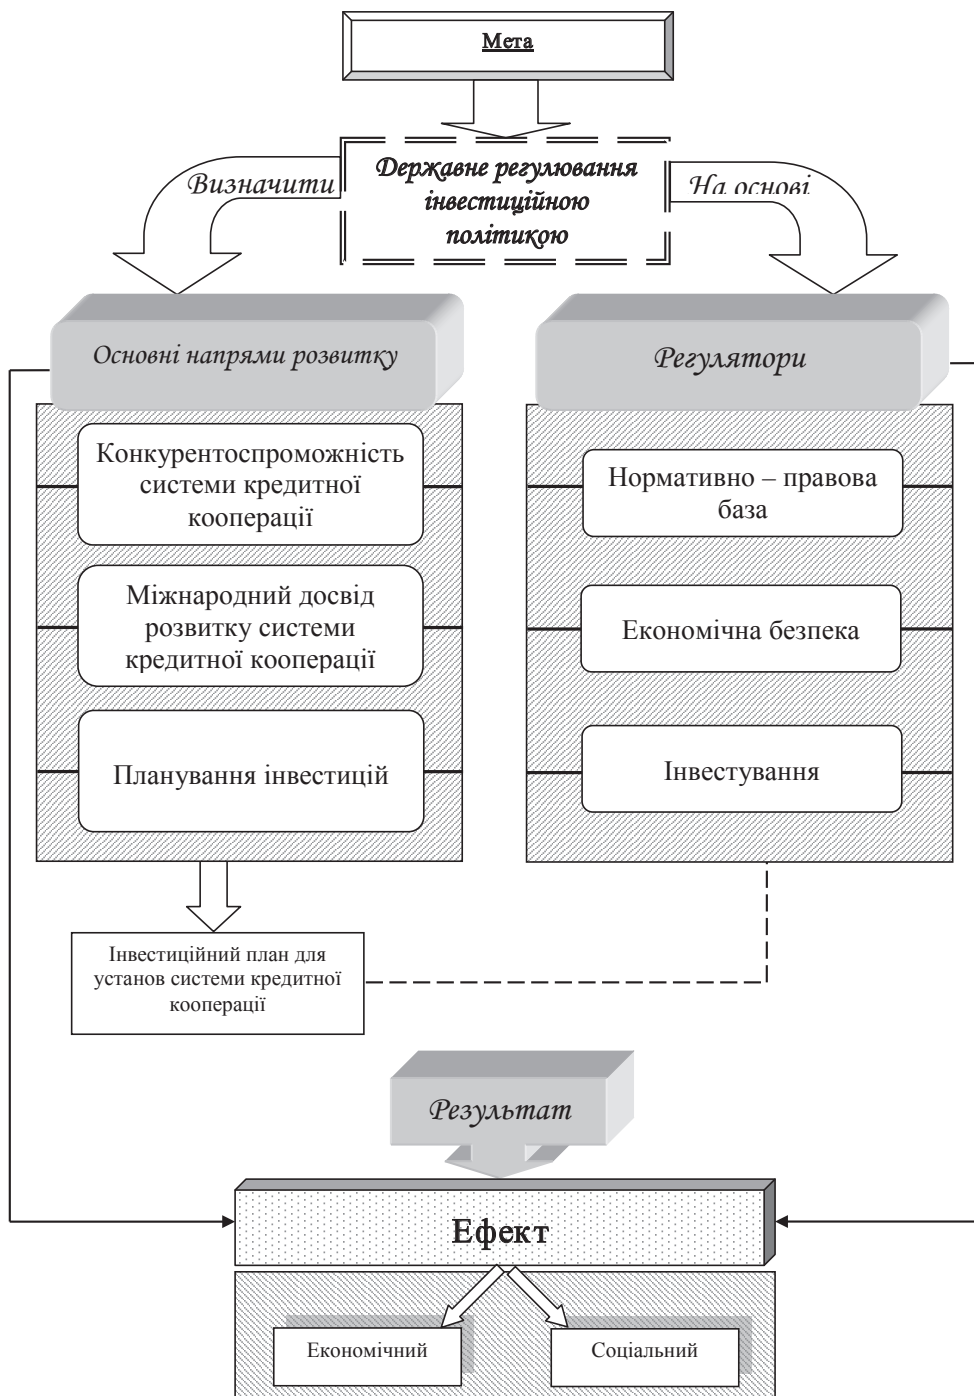 Мета
Визначити
Державне регулювання
інвестиційною
політикою
На основі
Основні напрями розвитку
Регулятори
Конкурентоспроможність
системи кредитної
кооперації
Міжнародний досвід
розвитку системи
кредитної кооперації
Планування інвестицій
Нормативно – правова
база
Економічна безпека
Інвестування
Інвестиційний план для
установ системи кредитної
кооперації
Результат
Ефект
Економічний
Соціальний